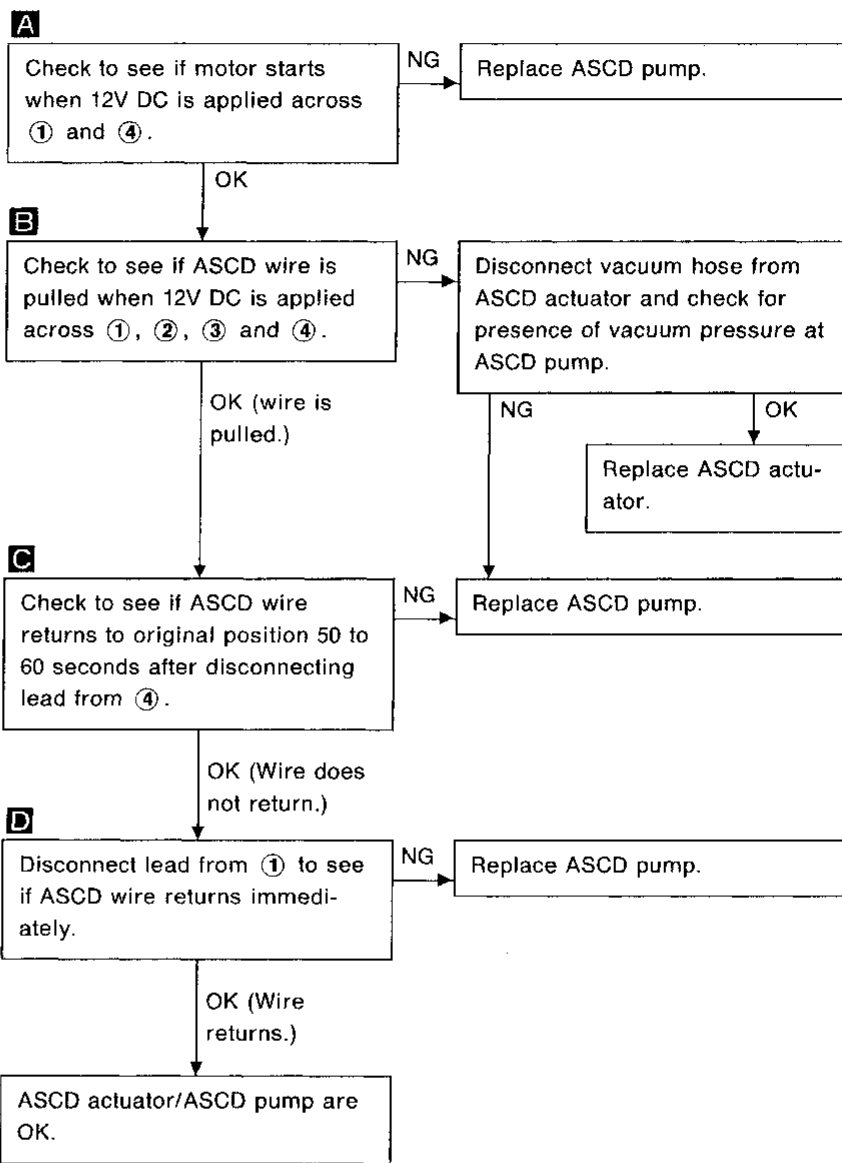 A
Check to see if motor starts
when 12V DC is applied across
① and ④.
NG
Replace ASCD pump.
OK
B
Check to see if ASCD wire is
pulled when 12V DC is applied
across ①, ②, ③ and ④.
NG
Disconnect vacuum hose from
ASCD actuator and check for
presence of vacuum pressure at
ASCD pump.
OK (wire is
pulled.)
NG
OK
Replace ASCD actu-
ator.
C
Check to see if ASCD wire
returns to original position 50 to
60 seconds after disconnecting
lead from ④.
NG
Replace ASCD pump.
OK (Wire does
not return.)
D
Disconnect lead from ① to see
if ASCD wire returns immedi-
ately.
NG
Replace ASCD pump.
OK (Wire
returns.)
ASCD actuator/ASCD pump are
OK.